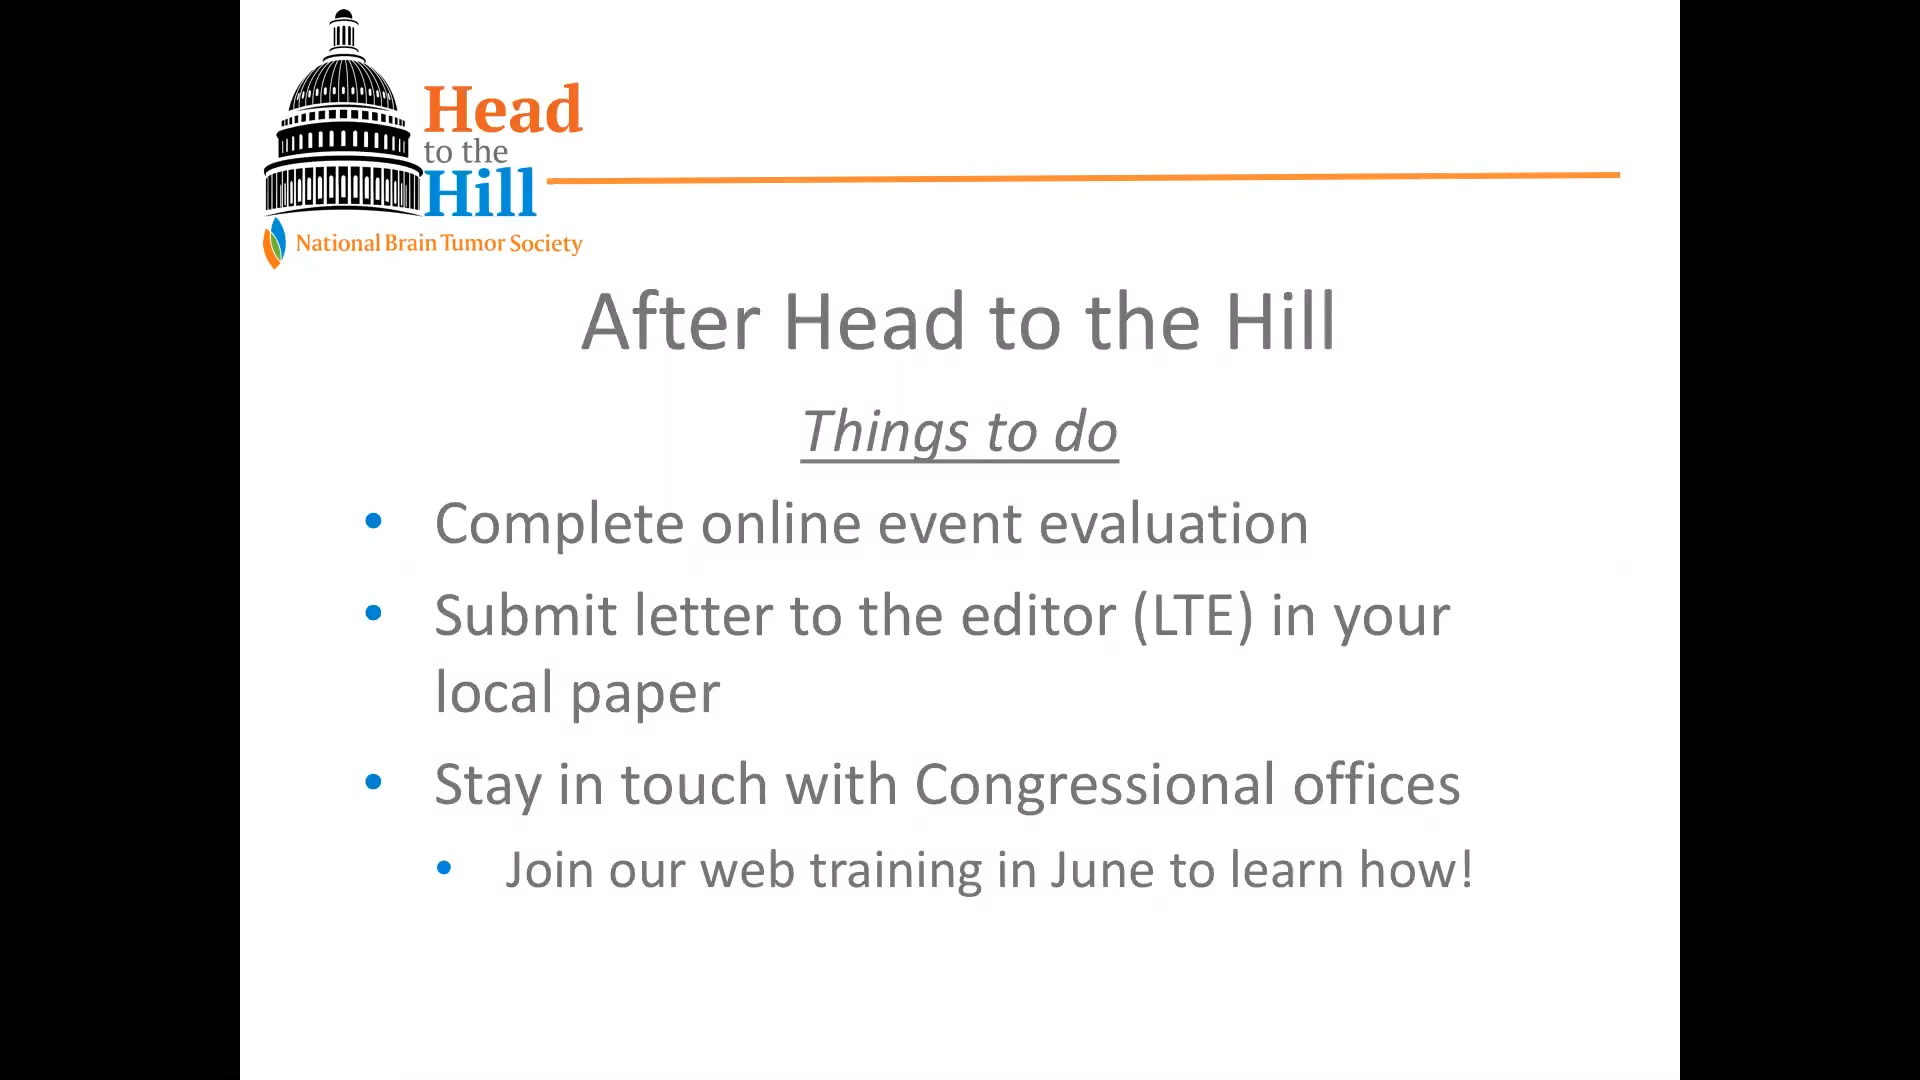 Head
to the
Hill
National Brain Tumor Society
After Head to the Hill
Things to do
• Complete online event evaluation
• Submit letter to the editor (LTE) in your
local paper
• Stay in touch with Congressional offices
• Join our web training in June to learn how!